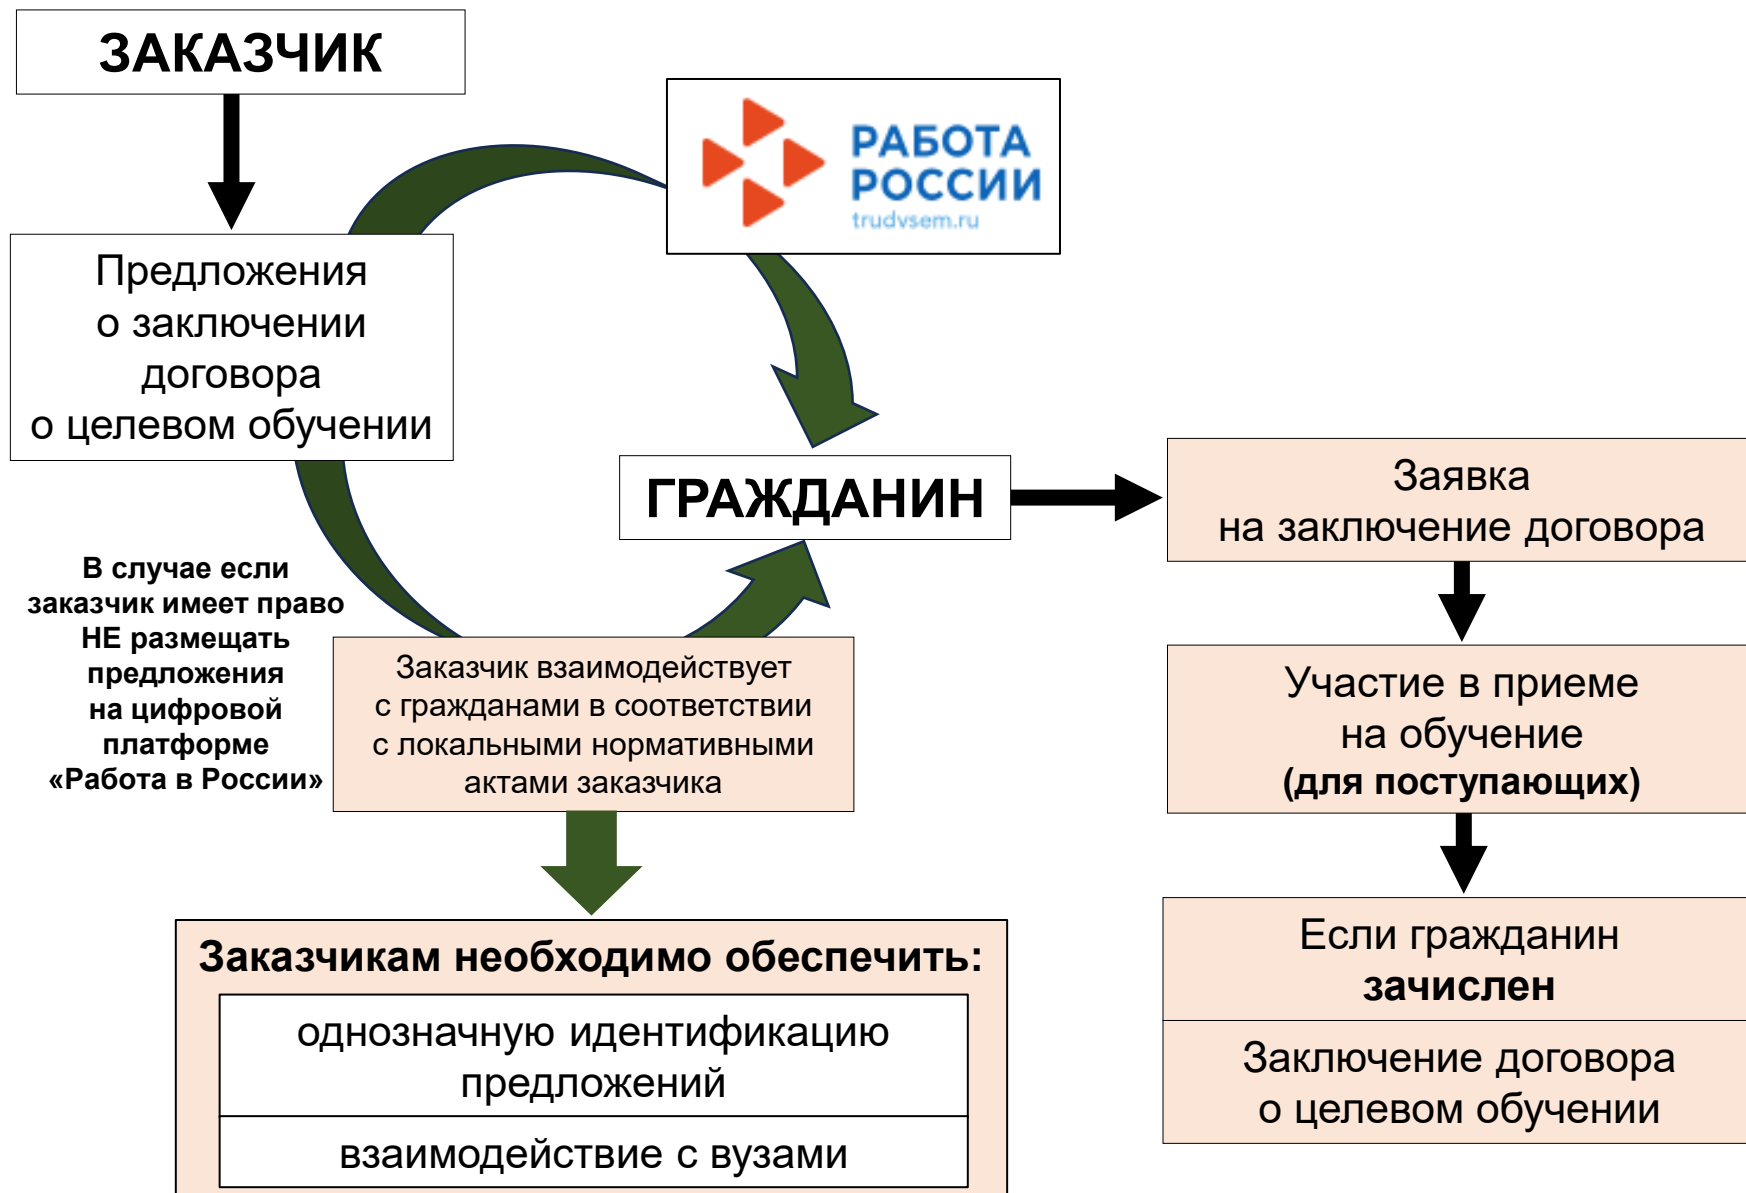 ЗАКАЗЧИК
РАБОТА
РОССИИ
trudvsem.ru
Предложения
о заключении
договора
о целевом обучении
ГРАЖДАНИН
Заявка
на заключение договора
В случае если
заказчик имеет право
НЕ размещать
предложения
на цифровой
платформе
«Работа в России»
Заказчик взаимодействует
с гражданами в соответствии
с локальными нормативными
актами заказчика
Участие в приеме
на обучение
(для поступающих)
Заказчикам необходимо обеспечить:
однозначную идентификацию
предложений
взаимодействие с вузами
Если гражданин
зачислен
Заключение договора
о целевом обучении